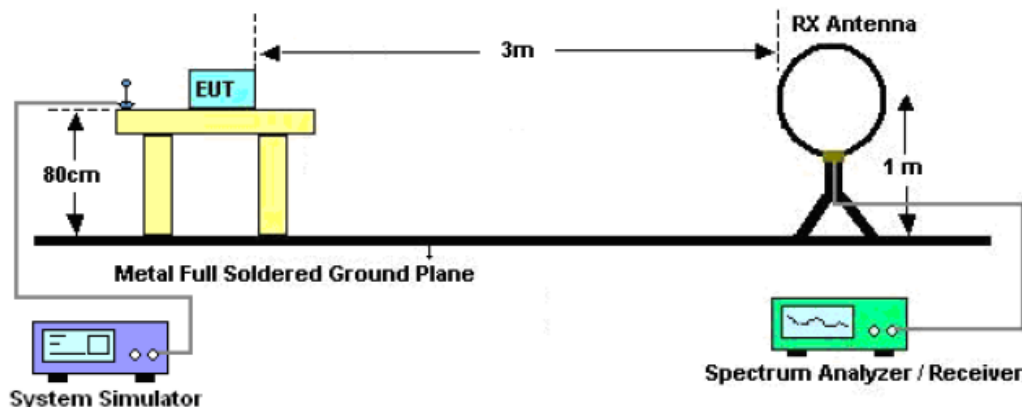 RX Antenna
3m
EUT
80cm
1 m
Metal Full Soldered Ground Plane
System Simulator
Spectrum Analyzer / Receiver